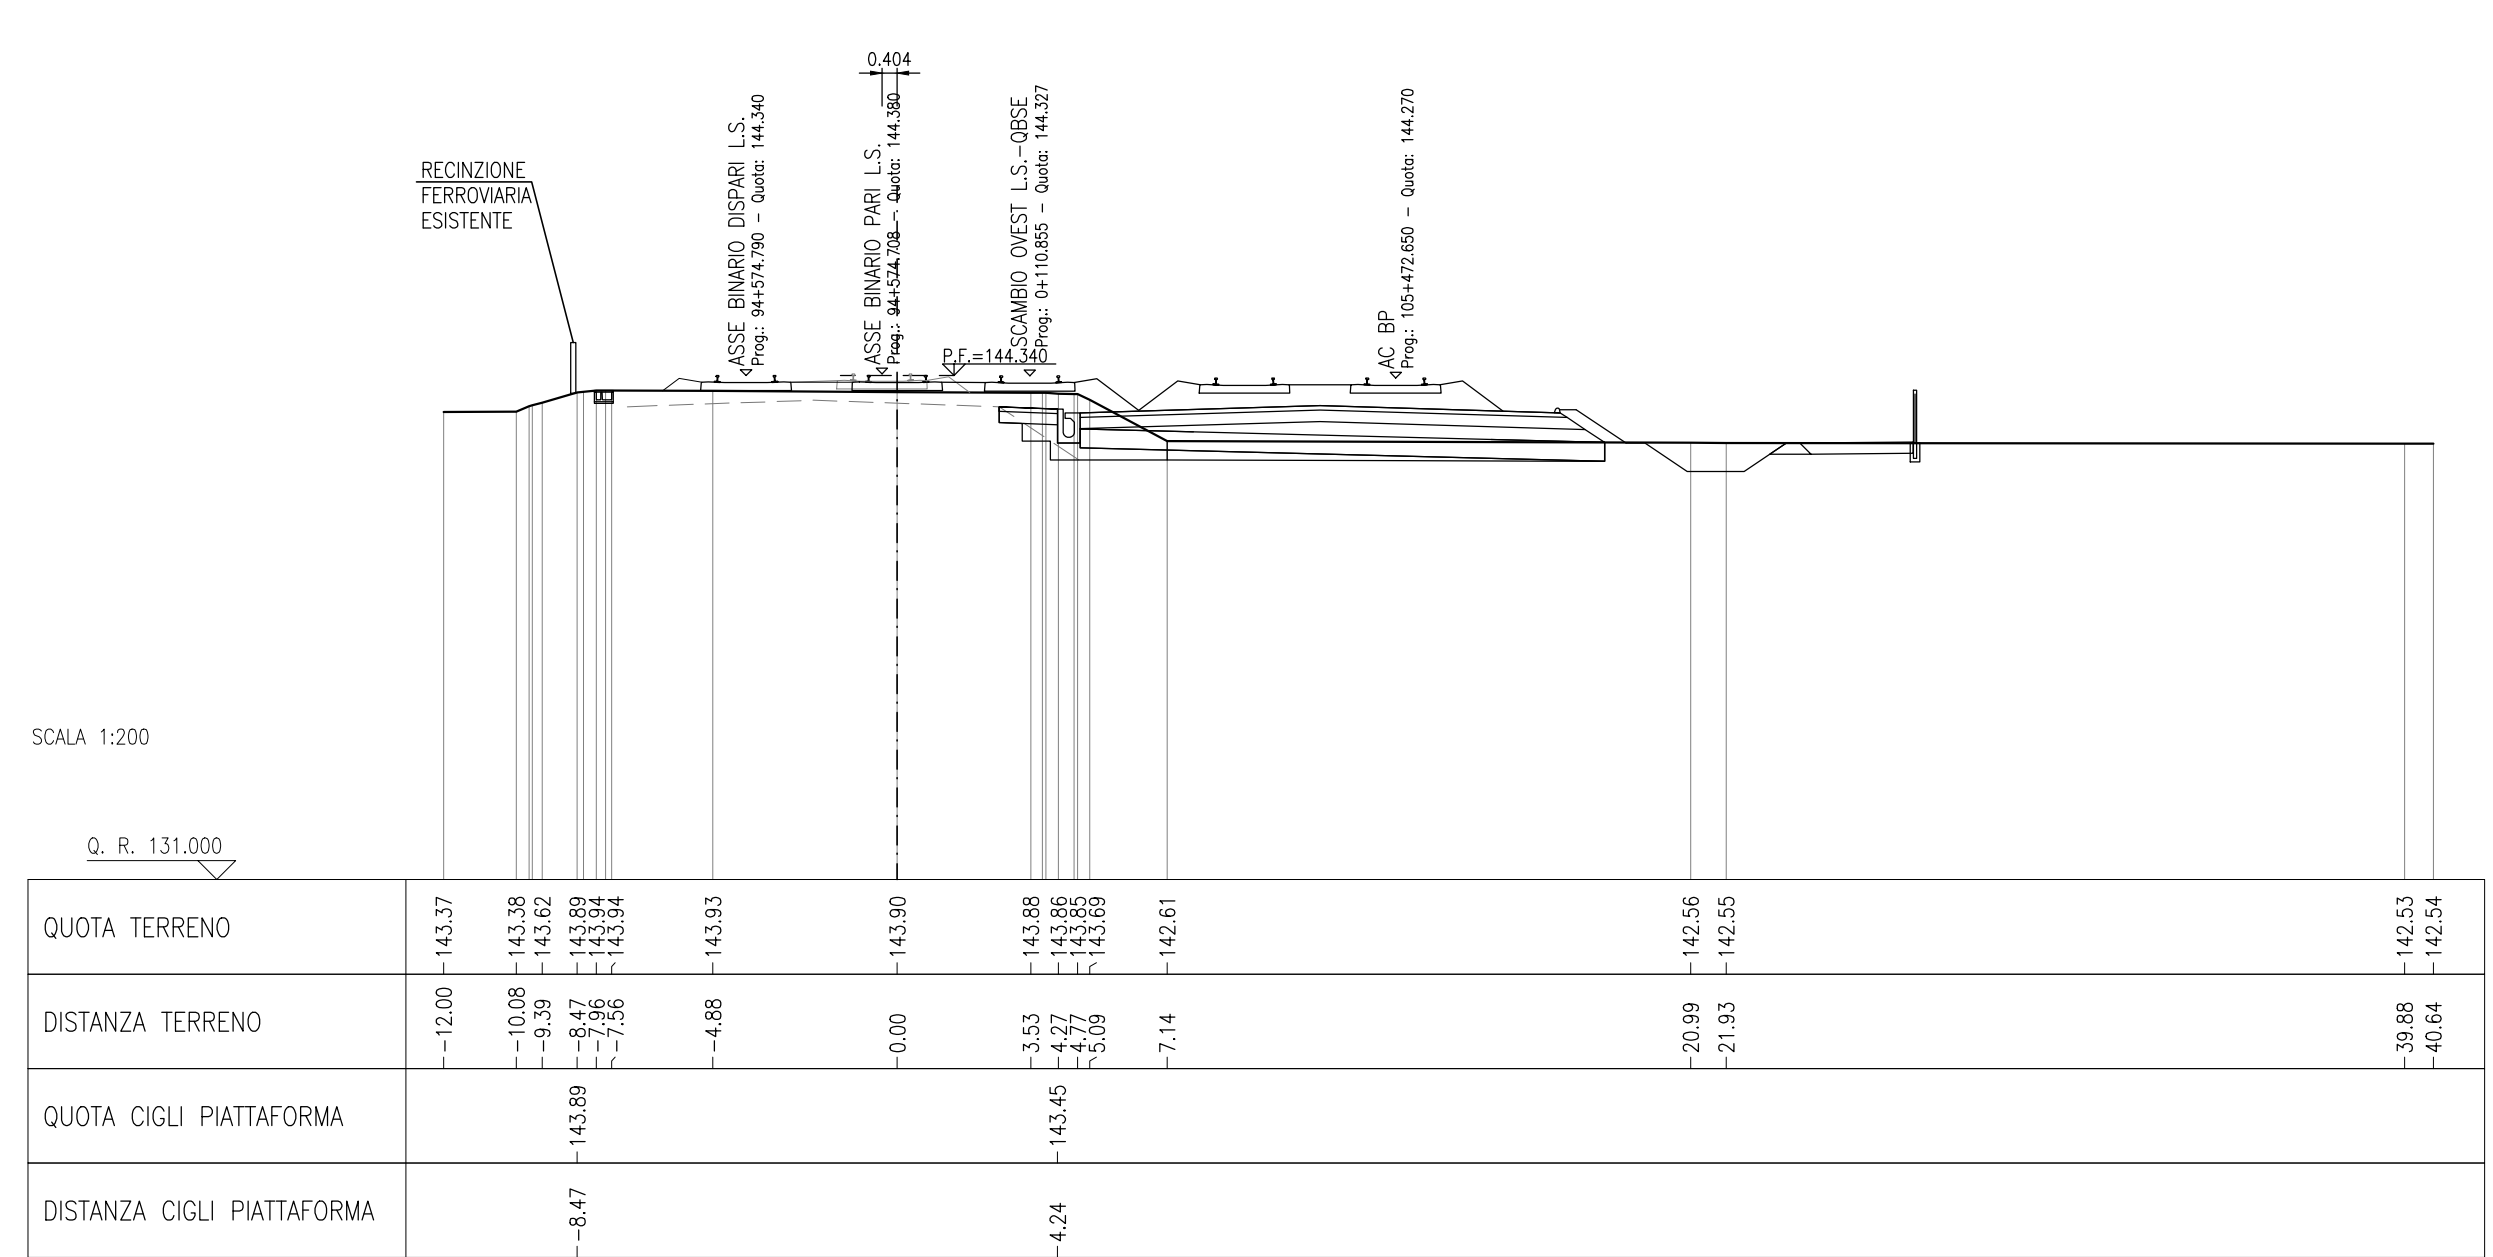 0.404
RECINZIONE
FERROVIARIA
ESISTENTE
ASSE BINARIO DISPARI L.S.
Prog.: 94+574.790 - Quota: 144.340
ASSE BINARIO PARI L.S.
Prog.: 94+574.708 - Quota: 144.380
SCAMBIO OVEST L.S.-QBSE
Prog.: 0+110.855 - Quota: 144.327
P.F.=144.340
AC BP
Prog.: 105+472.650 - Quota: 144.270
SCALA 1:200
Q. R. 131.000
QUOTA TERRENO
143.37
143.38
143.62
143.89
143.94
143.94
143.93
143.90
143.88
143.86
143.85
143.69
142.61
142.56
142.55
142.53
142.54
DISTANZA TERRENO
-12.00
-10.08
-9.39
-8.47
-7.96
-7.56
-4.88
0.00
3.53
4.27
4.77
5.09
7.14
20.99
21.93
39.88
40.64
QUOTA CIGLI PIATTAFORMA
143.89
143.45
DISTANZA CIGLI PIATTAFORMA
-8.47
4.24